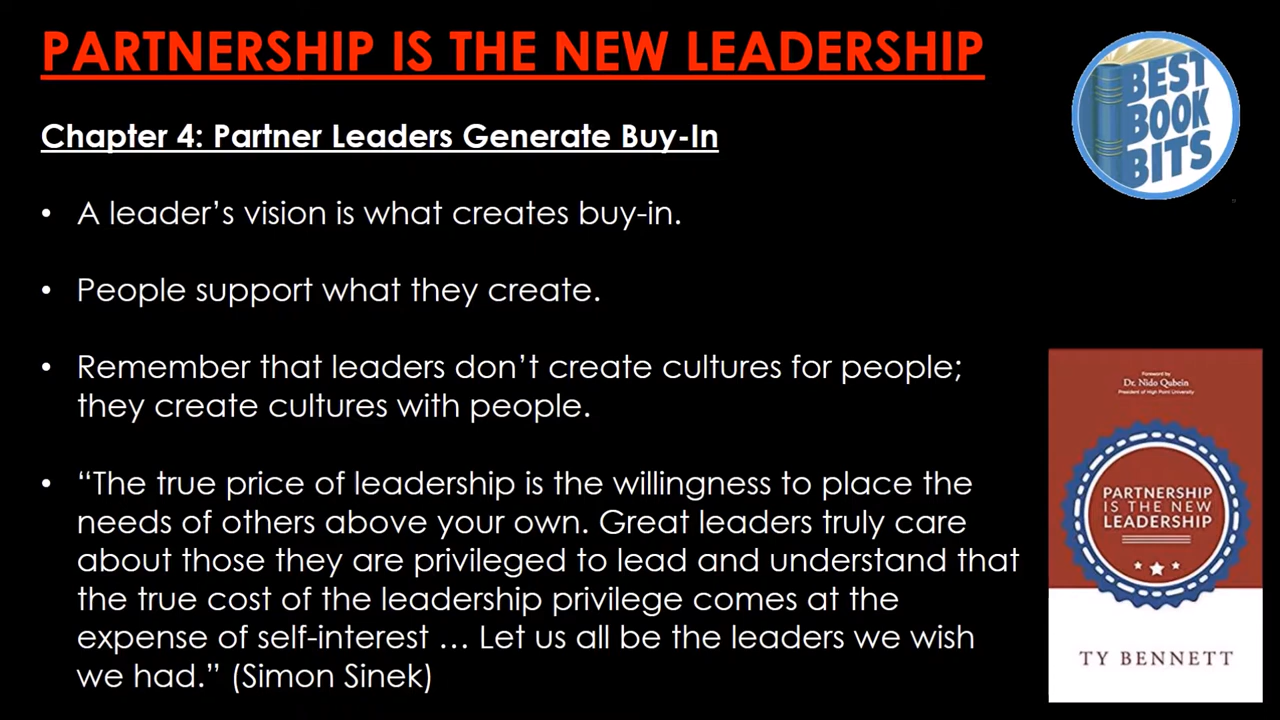 PARTNERSHIP IS THE NEW LEADERSHIP
BEST
BOOK
BITS
Chapter 4: Partner Leaders Generate Buy-In
• A leader’s vision is what creates buy-in.
• People support what they create.
• Remember that leaders don’t create cultures for people;
they create cultures with people.
• “The true price of leadership is the willingness to place the
needs of others above your own. Great leaders truly care
about those they are privileged to lead and understand that
the true cost of the leadership privilege comes at the
expense of self-interest … Let us all be the leaders we wish
we had.” (Simon Sinek)
Foreword by
Dr. Nido Qubein
President of High Point University
PARTNERSHIP
IS THE NEW
LEADERSHIP
TY BENNETT